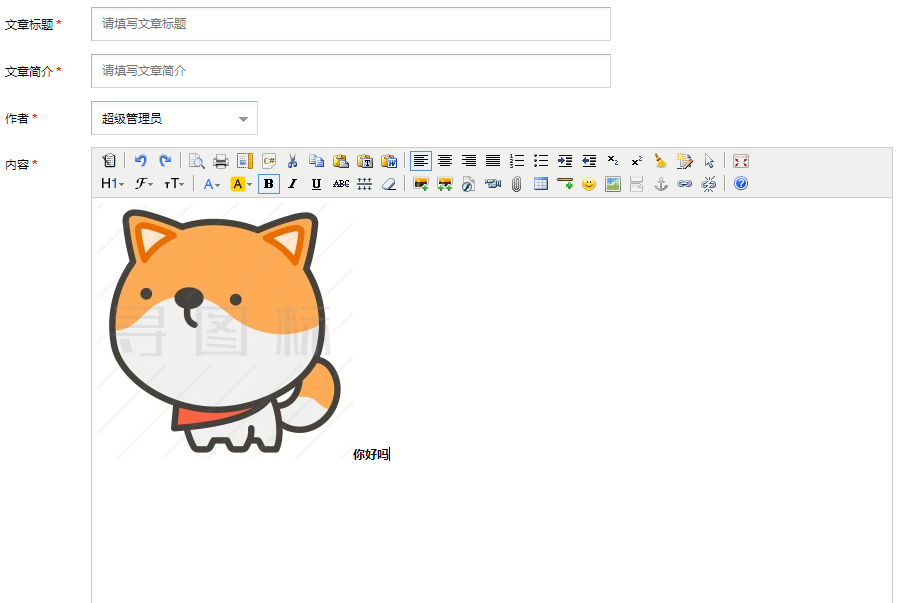 文章标题 *
请填写文章标题
文章简介 *
请填写文章简介
作者 *
超级管理员
内容 *
H1 ℱ тT A A B I U ABC
寻图标
你好吗